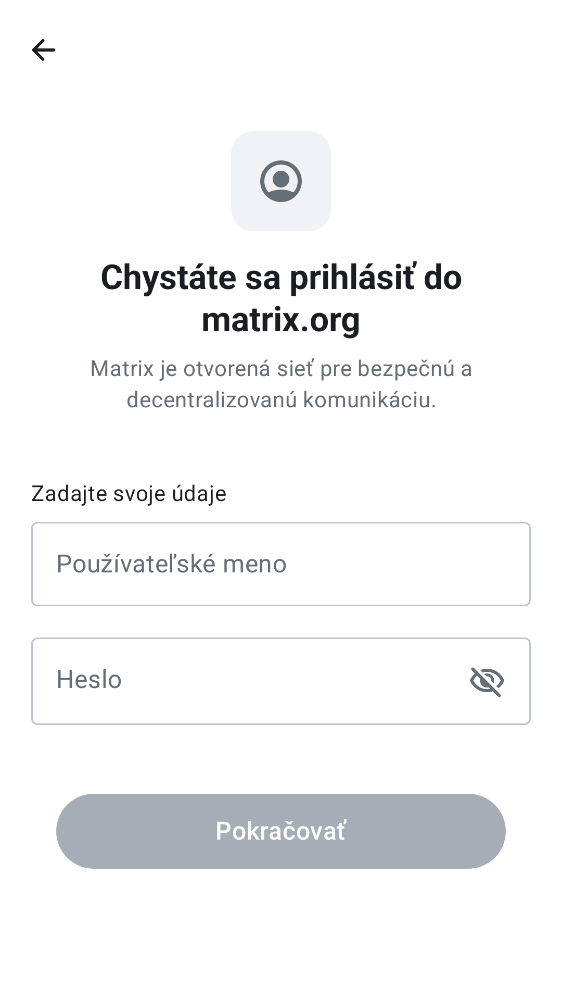 Chystáte sa prihlásiť do
matrix.org
Matrix je otvorená sieť pre bezpečnú a
decentralizovanú komunikáciu.
Zadajte svoje údaje
Používateľské meno
Heslo
Pokračovať